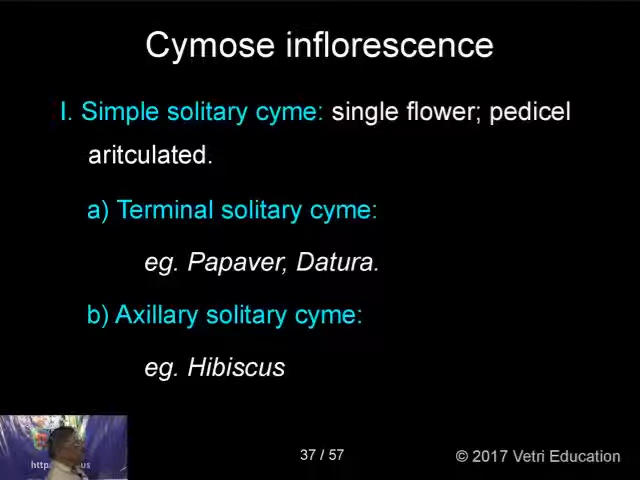 Cymose inflorescence
I. Simple solitary cyme: single flower; pedicel
aritculated.
a) Terminal solitary cyme:
eg. Papaver, Datura.
b) Axillary solitary cyme:
eg. Hibiscus
37 / 57
© 2017 Vetri Education